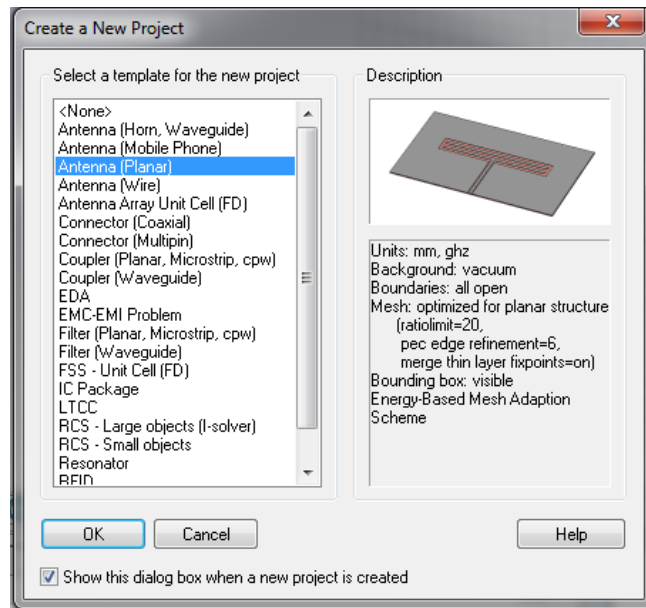 Create a New Project
Select a template for the new project
<None>
Antenna (Horn, Waveguide)
Antenna (Mobile Phone)
Antenna (Planar)
Antenna (Wire)
Antenna Array Unit Cell (FD)
Connector (Coaxial)
Connector (Multipin)
Coupler (Planar, Microstrip, cpw)
Coupler (Waveguide)
EDA
EMC-EMI Problem
Filter (Planar, Microstrip, cpw)
Filter (Waveguide)
FSS - Unit Cell (FD)
IC Package
LTCC
RCS - Large objects (I-solver)
RCS - Small objects
Resonator
RFID
Description
Units: mm, ghz
Background: vacuum
Boundaries: all open
Mesh: optimized for planar structure
(ratiolimit=20,
pec edge refinement=6,
merge thin layer fixpoints=on)
Bounding box: visible
Energy-Based Mesh Adaption
Scheme
OK
Cancel
Help
Show this dialog box when a new project is created